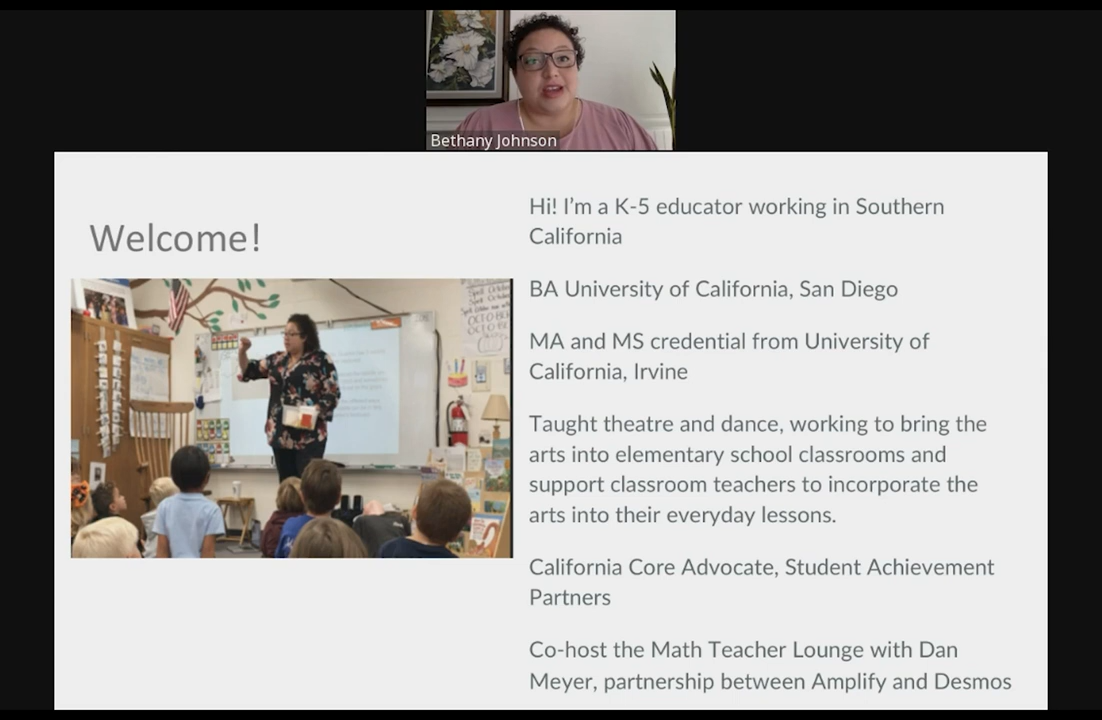 Bethany Johnson
Welcome!
Hi! I’m a K-5 educator working in Southern
California
BA University of California, San Diego
MA and MS credential from University of
California, Irvine
Taught theatre and dance, working to bring the
arts into elementary school classrooms and
support classroom teachers to incorporate the
arts into their everyday lessons.
California Core Advocate, Student Achievement
Partners
Co-host the Math Teacher Lounge with Dan
Meyer, partnership between Amplify and Desmos